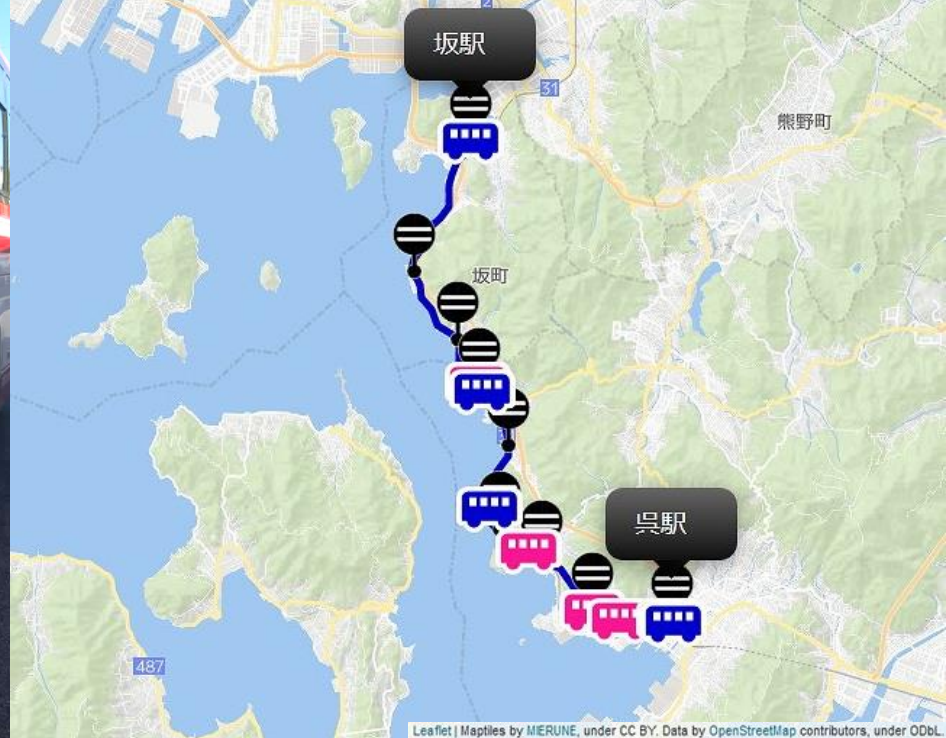 坂駅
31
熊野町
坂町
呉駅
487
Leaflet | Maptiles by MIERUNE, under CC BY. Data by OpenStreetMap contributors, under ODbL.